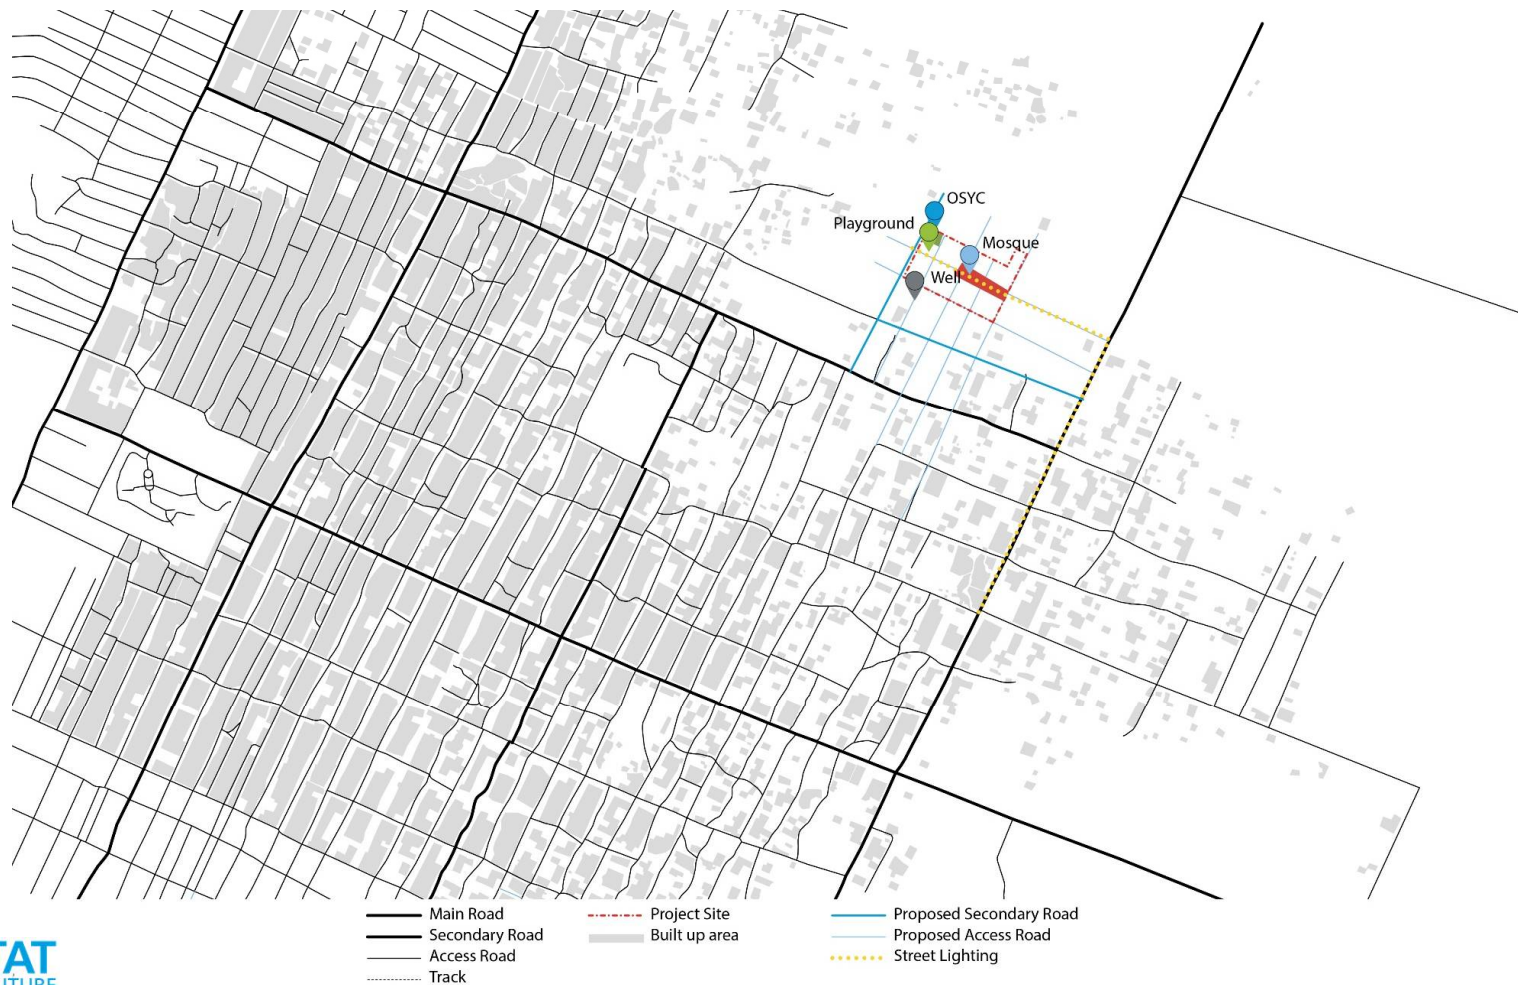 OSYC
Playground
Mosque
Well
Main Road
Secondary Road
Access Road
Track
Project Site
Built up area
Proposed Secondary Road
Proposed Access Road
Street Lighting
TAT